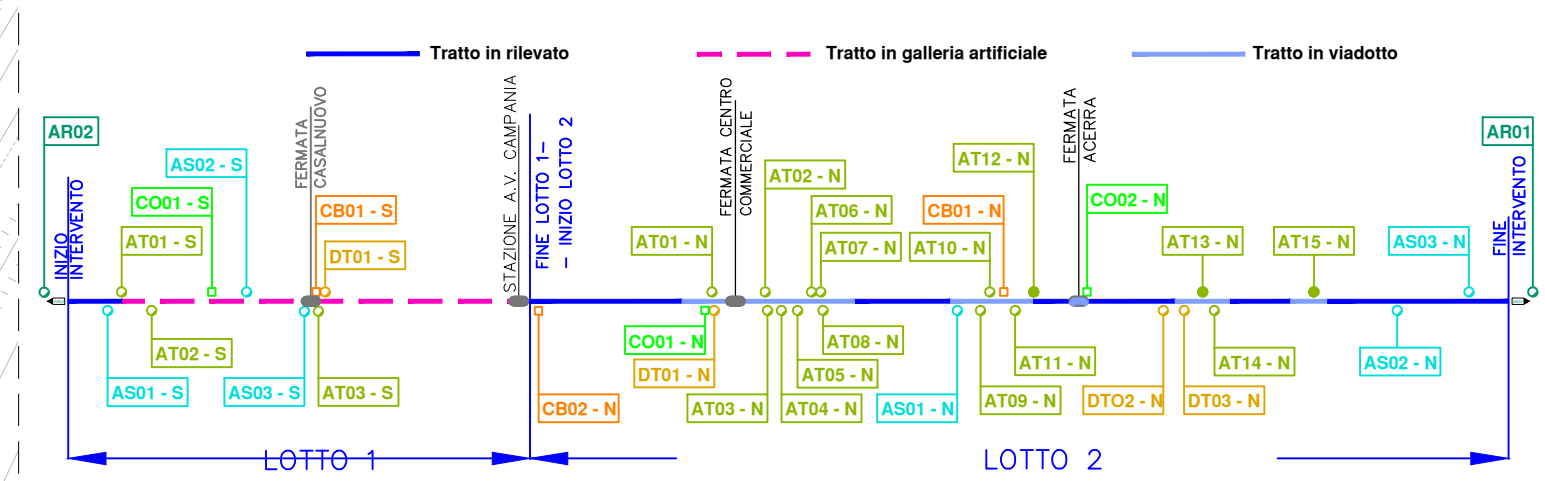 Tratto in rilevato
Tratto in galleria artificiale
Tratto in viadotto
AR02
INIZIO
INTERVENTO
AT01 - S
CO01 - S
AS02 - S
FERMATA
CASALNUOVO
CB01 - S
DT01 - S
STAZIONE A.V. CAMPANIA
FINE LOTTO 1-
- INIZIO LOTTO 2
AT01 - N
FERMATA CENTRO
COMMERCIALE
AT02 - N
AT06 - N
AT07 - N
AT10 - N
CB01 - N
AT12 - N
FERMATA
ACERRA
CO02 - N
AT13 - N
AT15 - N
AS03 - N
FINE
INTERVENTO
AR01
AS01 - S
AT02 - S
AS03 - S
AT03 - S
CB02 - N
CO01 - N
DT01 - N
AT03 - N
AT04 - N
AT05 - N
AT08 - N
AS01 - N
AT09 - N
AT11 - N
DTO2 - N
DT03 - N
AT14 - N
AS02 - N
LOTTO 1
LOTTO 2